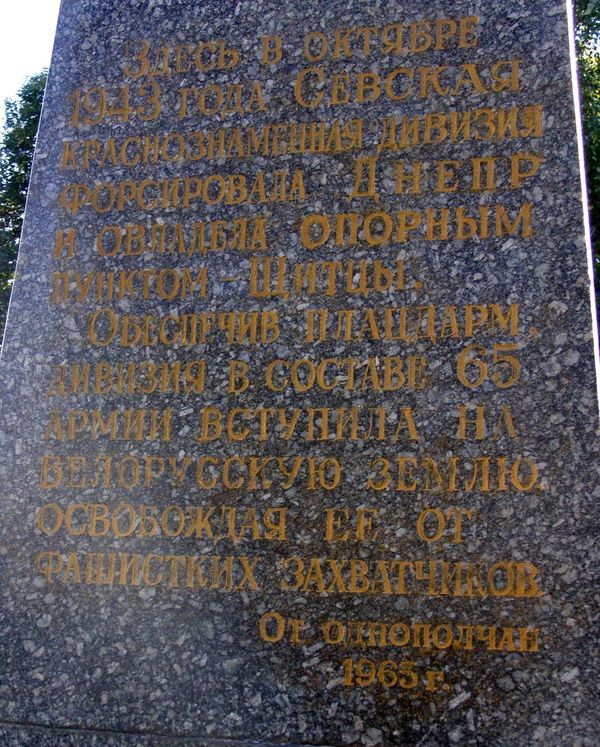 Здесь в октябре
1943 года Севская
краснознаменная дивизия
форсировала Днепр
и овладела опорным
пунктом – Щитцы.
Обеспечив плацдарм,
дивизия в составе 65
армии вступила на
белорусскую землю,
освобождая ее от
фашистких захватчиков.
От однополчан
1965 г.